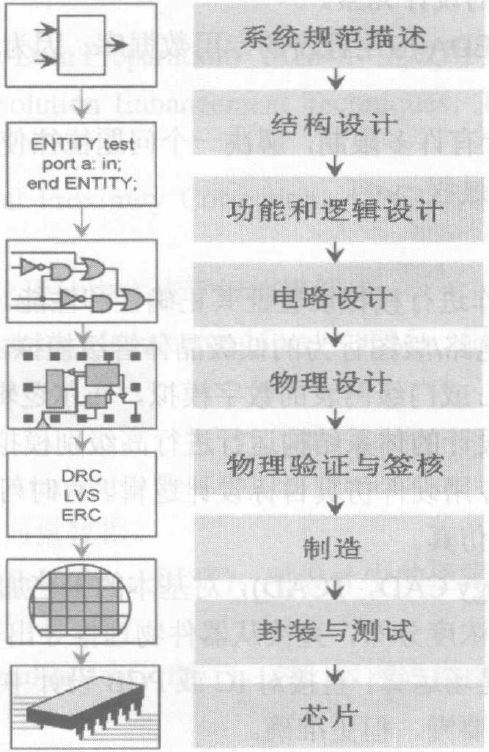 系统规范描述
结构设计
ENTITY test
port a: in;
end ENTITY;
功能和逻辑设计
电路设计
物理设计
物理验证与签核
DRC
LVS
ERC
制造
封装与测试
芯片